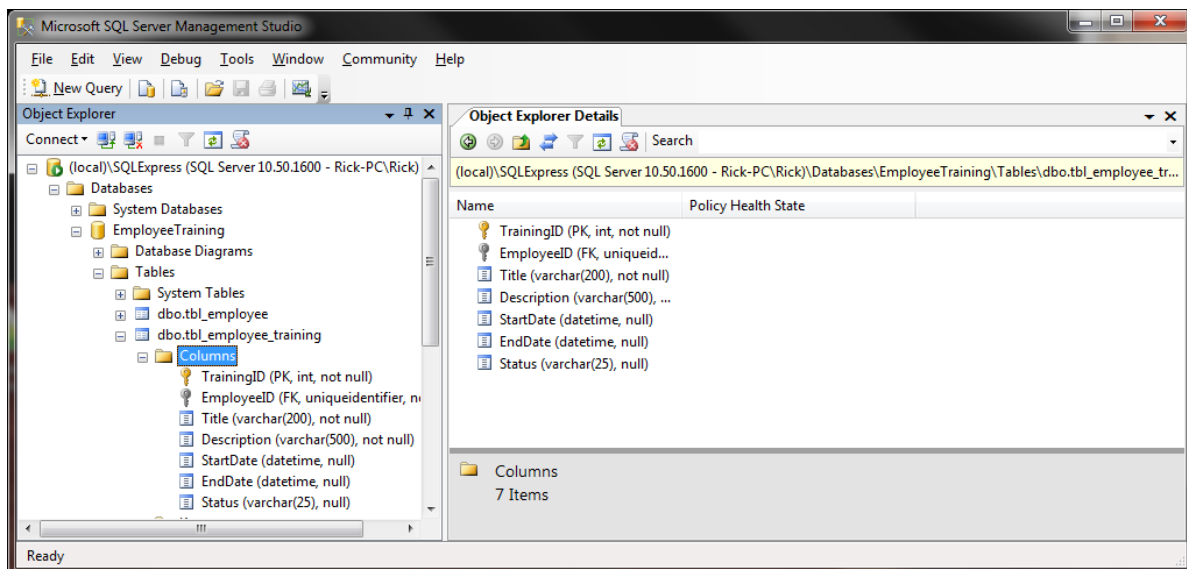 Microsoft SQL Server Management Studio
File Edit View Debug Tools Window Community Help
New Query
Object Explorer
Connect
(local)\SQLExpress (SQL Server 10.50.1600 - Rick-PC\Rick)
Databases
System Databases
EmployeeTraining
Database Diagrams
Tables
System Tables
dbo.tbl_employee
dbo.tbl_employee_training
Columns
TrainingID (PK, int, not null)
EmployeeID (FK, uniqueidentifier, n
Title (varchar(200), not null)
Description (varchar(500), not null)
StartDate (datetime, null)
EndDate (datetime, null)
Status (varchar(25), null)
Object Explorer Details
Search
(local)\SQLExpress (SQL Server 10.50.1600 - Rick-PC\Rick)\Databases\EmployeeTraining\Tables\dbo.tbl_employee_tr...
Name Policy Health State
TrainingID (PK, int, not null)
EmployeeID (FK, uniqueid...
Title (varchar(200), not null)
Description (varchar(500), ...
StartDate (datetime, null)
EndDate (datetime, null)
Status (varchar(25), null)
Columns
7 Items
Ready